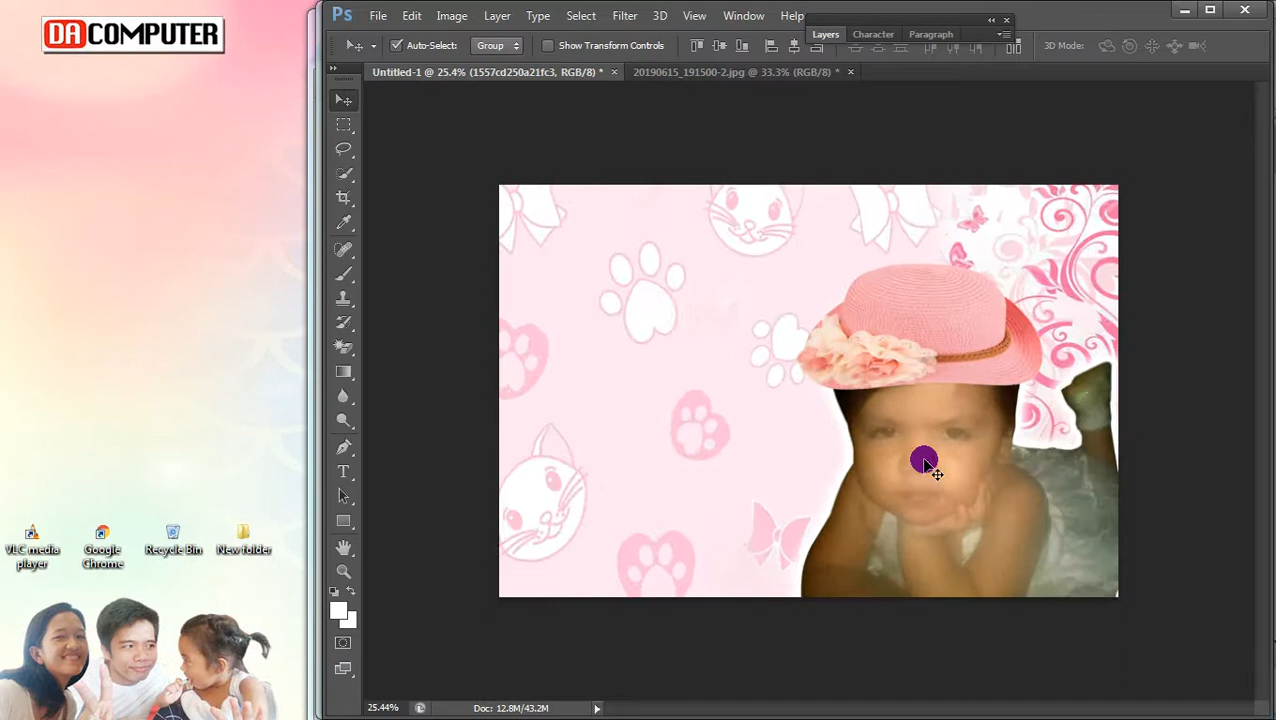 DACOMPUTER
Ps File Edit Image Layer Type Select Filter 3D View Window Help
Layers Character Paragraph
Auto-Select: Group Show Transform Controls 3D Mode:
Untitled-1 @ 25.4% (1557cd250a21fc3, RGB/8) * × 20190615_191500-2.jpg @ 33.3% (RGB/8) * ×
VLC media player
Google Chrome
Recycle Bin
New folder
25.44% Doc: 12.8M/43.2M